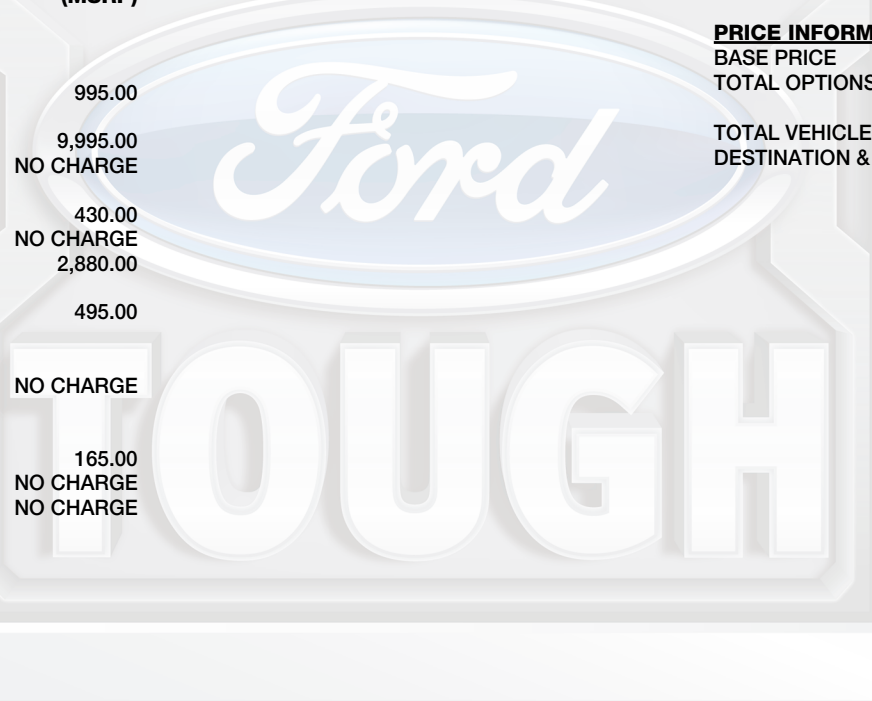 (MSRP)
995.00
9,995.00
NO CHARGE
430.00
NO CHARGE
2,880.00
495.00
NO CHARGE
165.00
NO CHARGE
NO CHARGE
PRICE INFORM
BASE PRICE
TOTAL OPTIONS
TOTAL VEHICLE
DESTINATION &
Ford
TOUGH